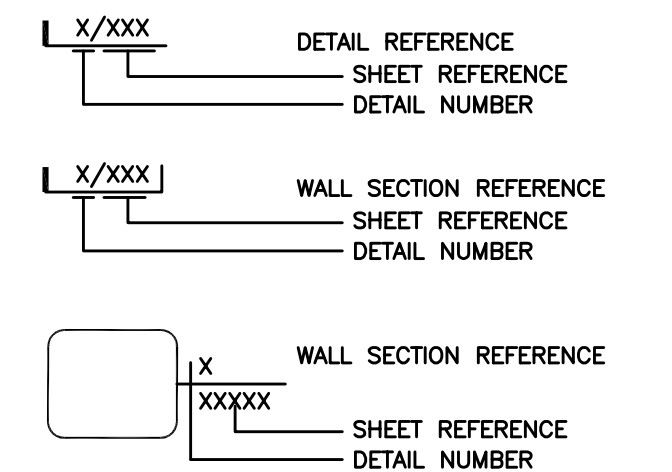 X/XXX
DETAIL REFERENCE
SHEET REFERENCE
DETAIL NUMBER
X/XXX
WALL SECTION REFERENCE
SHEET REFERENCE
DETAIL NUMBER
WALL SECTION REFERENCE
X
XXXXX
SHEET REFERENCE
DETAIL NUMBER